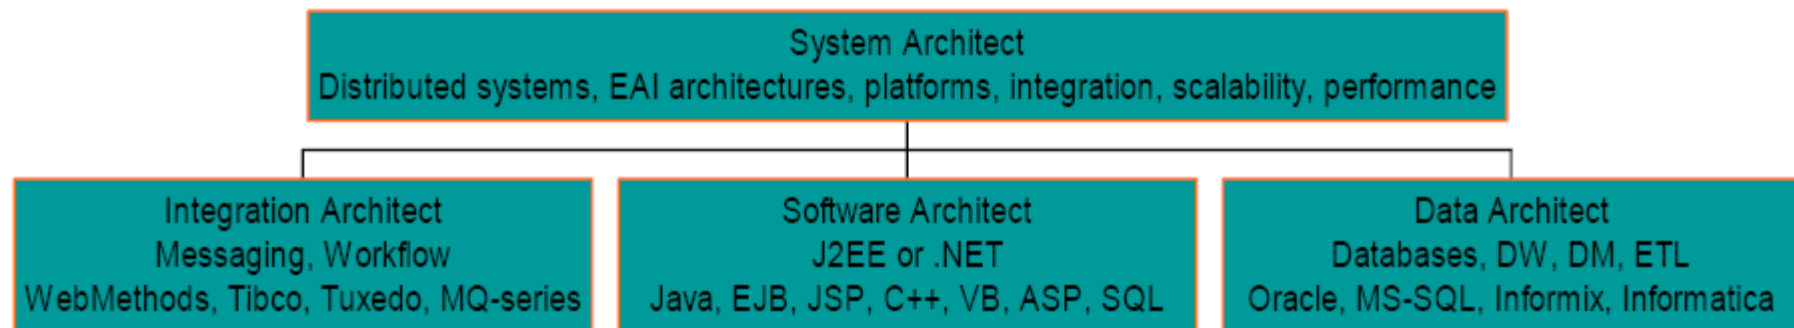 System Architect
Distributed systems, EAI architectures, platforms, integration, scalability, performance
Integration Architect
Messaging, Workflow
WebMethods, Tibco, Tuxedo, MQ-series
Software Architect
J2EE or .NET
Java, EJB, JSP, C++, VB, ASP, SQL
Data Architect
Databases, DW, DM, ETL
Oracle, MS-SQL, Informix, Informatica